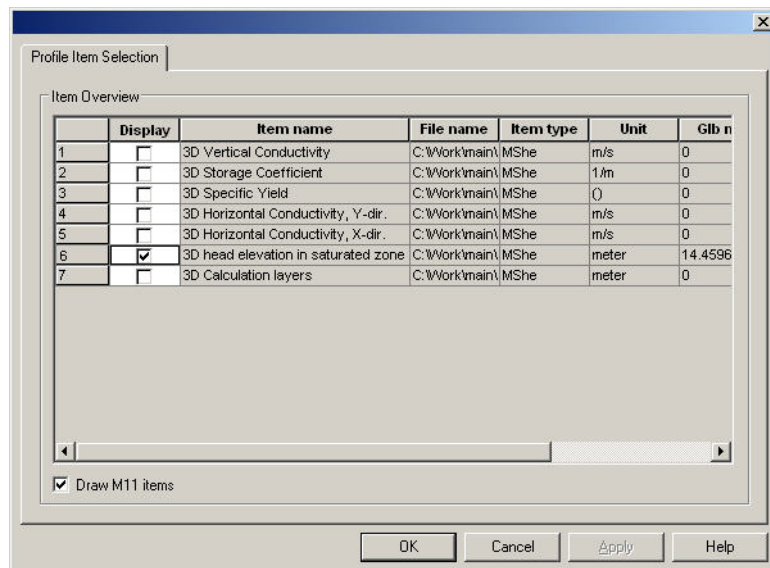 Profile Item Selection
Item Overview
Display Item name File name Item type Unit Glb n
1 3D Vertical Conductivity C:\Work\main\ MShe m/s 0
2 3D Storage Coefficient C:\Work\main\ MShe 1/m 0
3 3D Specific Yield C:\Work\main\ MShe () 0
4 3D Horizontal Conductivity, Y-dir. C:\Work\main\ MShe m/s 0
5 3D Horizontal Conductivity, X-dir. C:\Work\main\ MShe m/s 0
6 3D head elevation in saturated zone C:\Work\main\ MShe meter 14.4596
7 3D Calculation layers C:\Work\main\ MShe meter 0
Draw M11 items
OK Cancel Apply Help